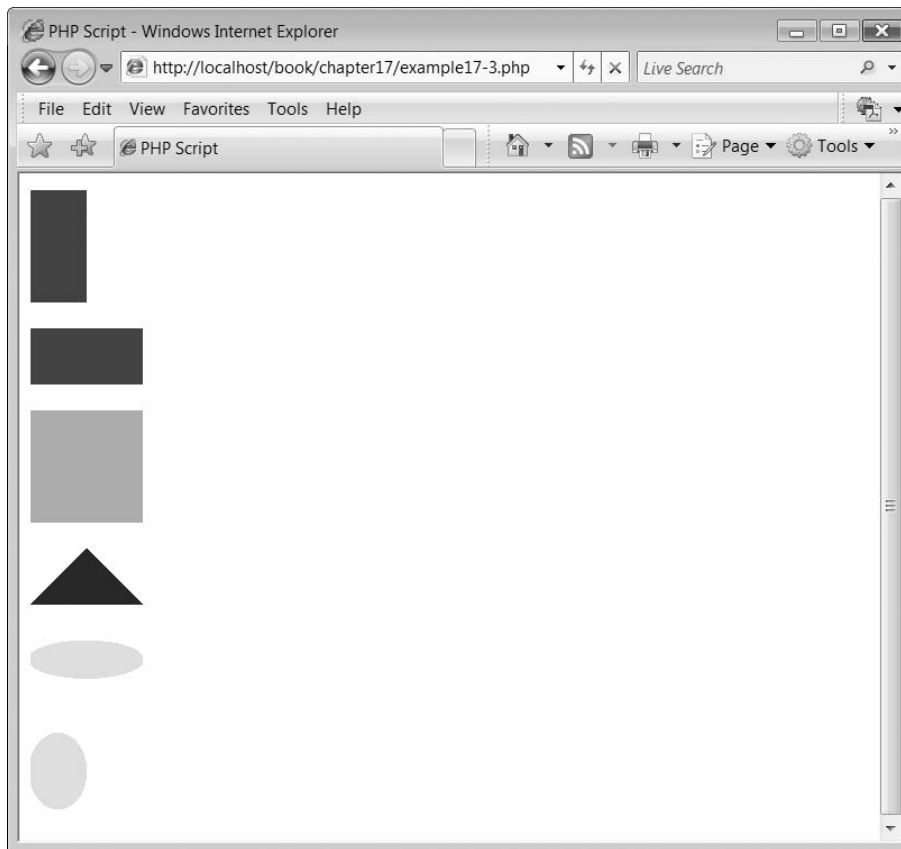 PHP Script - Windows Internet Explorer
http://localhost/book/chapter17/example17-3.php
Live Search
File Edit View Favorites Tools Help
PHP Script
Page
Tools